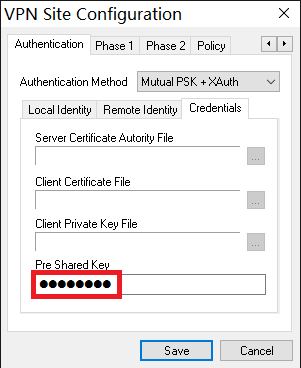 VPN Site Configuration
Authentication Phase 1 Phase 2 Policy
Authentication Method Mutual PSK + XAuth
Local Identity Remote Identity Credentials
Server Certificate Autority File
...
Client Certificate File
...
Client Private Key File
...
Pre Shared Key
●●●●●●●●
Save Cancel